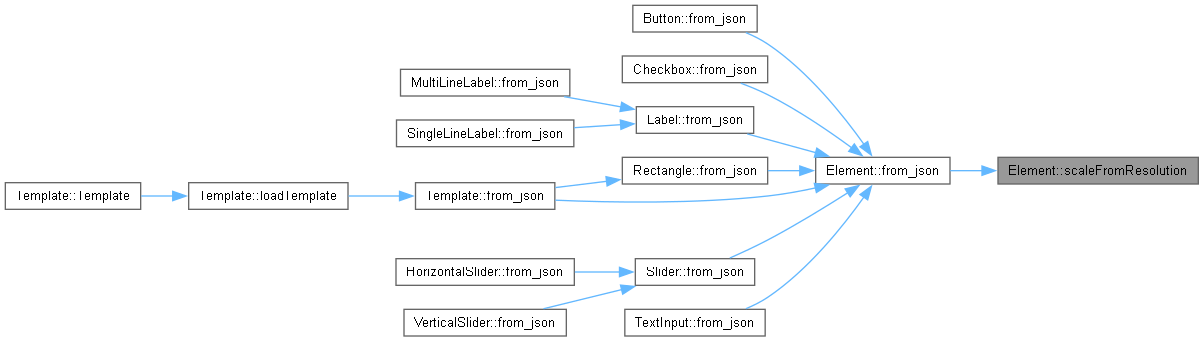 Button::from_json
Checkbox::from_json
MultiLineLabel::from_json
Label::from_json
SingleLineLabel::from_json
Rectangle::from_json
Element::from_json
Element::scaleFromResolution
Template::Template
Template::loadTemplate
Template::from_json
HorizontalSlider::from_json
Slider::from_json
VerticalSlider::from_json
TextInput::from_json